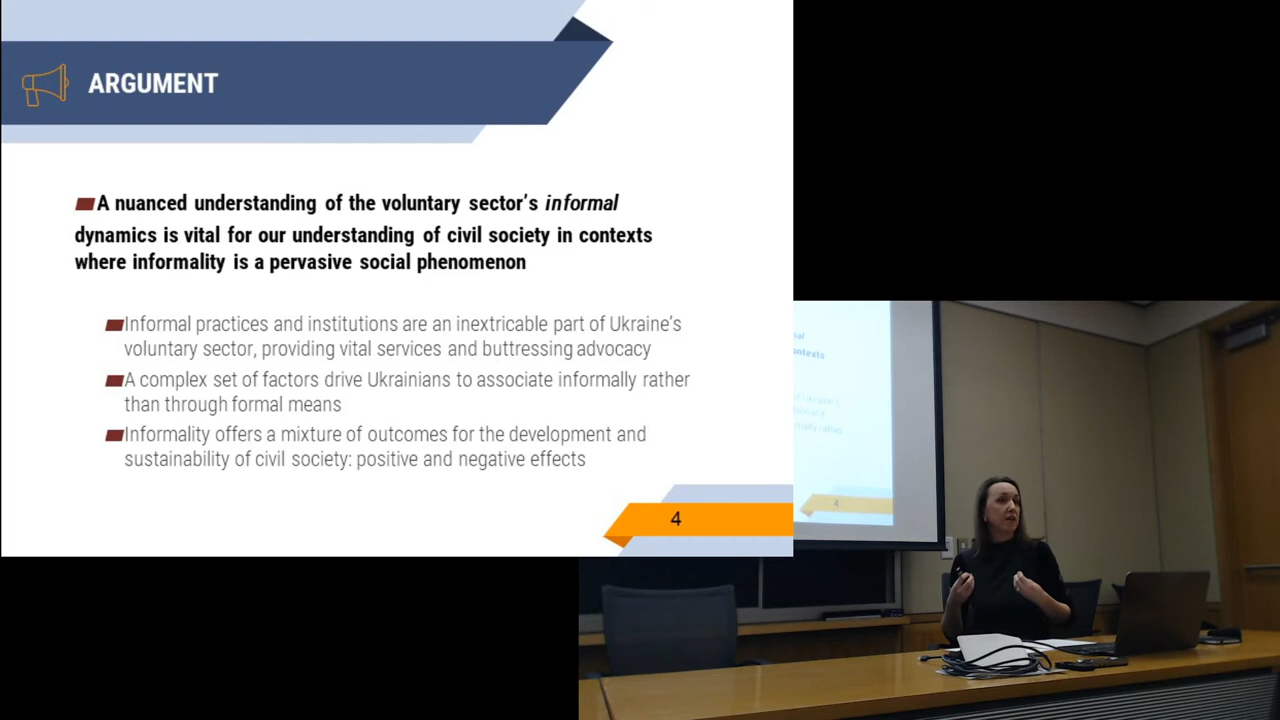 ARGUMENT
A nuanced understanding of the voluntary sector's informal
dynamics is vital for our understanding of civil society in contexts
where informality is a pervasive social phenomenon
Informal practices and institutions are an inextricable part of Ukraine's
voluntary sector, providing vital services and buttressing advocacy
A complex set of factors drive Ukrainians to associate informally rather
than through formal means
Informality offers a mixture of outcomes for the development and
sustainability of civil society: positive and negative effects
4
contexts
4